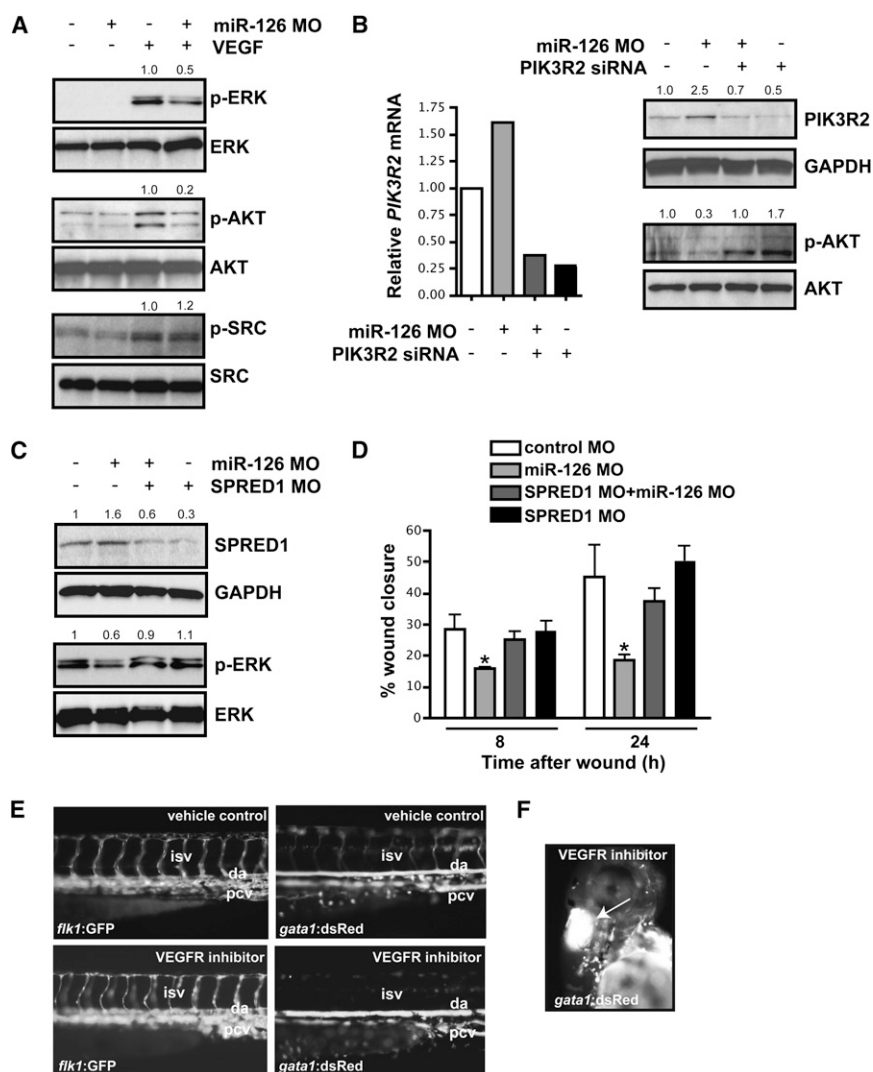 A
- + - + miR-126 MO
- - + + VEGF
1.0 0.5
p-ERK
ERK
1.0 0.2
p-AKT
AKT
1.0 1.2
p-SRC
SRC
B
Relative PIK3R2 mRNA
1.75
1.50
1.25
1.00
0.75
0.50
0.25
0.00
miR-126 MO - + + -
PIK3R2 siRNA - - + +
miR-126 MO - + + -
PIK3R2 siRNA - - + +
1.0 2.5 0.7 0.5
PIK3R2
GAPDH
1.0 0.3 1.0 1.7
p-AKT
AKT
C
- + + - miR-126 MO
- - + + SPRED1 MO
1 1.6 0.6 0.3
SPRED1
GAPDH
1 0.6 0.9 1.1
p-ERK
ERK
D
control MO
miR-126 MO
SPRED1 MO+miR-126 MO
SPRED1 MO
% wound closure
60
50
40
30
20
10
0
* *
8 24
Time after wound (h)
E
vehicle control
isv
da
pcv
flk1:GFP
vehicle control
isv
da
pcv
gata1:dsRed
VEGFR inhibitor
isv
da
pcv
flk1:GFP
VEGFR inhibitor
isv
da
pcv
gata1:dsRed
F
VEGFR inhibitor
gata1:dsRed